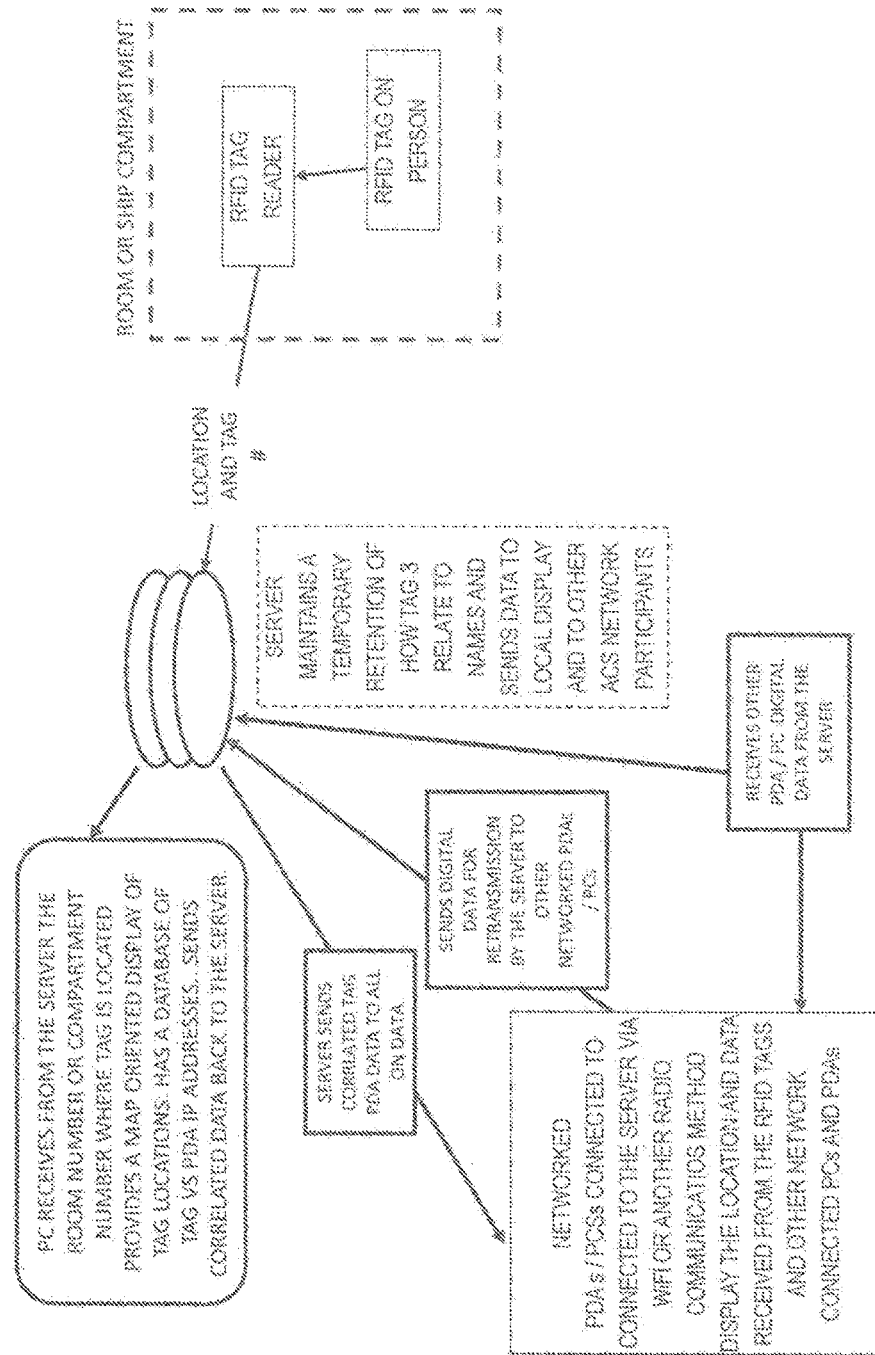 PC RECEIVES FROM THE SERVER THE
ROOM NUMBER OR COMPARTMENT
NUMBER WHERE TAG IS LOCATED
PROVIDES A MAP ORIENTED DISPLAY OF
TAG LOCATIONS. HAS A DATABASE OF
TAG VS PDA IP ADDRESSES. SENDS
CORRELATED DATA BACK TO THE SERVER.
ROOM OR SHIP COMPARTMENT
RFID TAG
READER
RFID TAG ON
PERSON
LOCATION
AND TAG
#
SERVER
MAINTAINS A
TEMPORARY
RETENTION OF
HOW TAG 3
RELATE TO
NAMES AND
SENDS DATA TO
LOCAL DISPLAY
AND TO OTHER
ACS NETWORK
PARTICIPANTS
SERVER SENDS
CORRLATED TAG
PDA DATA TO ALL
ON DATA
SENDS DIGITAL
DATA FOR
RETRANSMISSION
BY THE SERVER TO
OTHER
NETWORKED PDAs
/ PCS
RECEIVES OTHER
PDA / PC DIGITAL
DATA FROM THE
SERVER
NETWORKED
PDA s / PCSs CONNECTED TO
CONNECTED TO THE SERVER VIA
WIFI OR ANOTHER RADIO
COMMUNICATIOS METHOD
DISPLAY THE LOCATION AND DATA
RECEIVED FROM THE RFID TAGS
AND OTHER NETWORK
CONNECTED PCs AND PDAs